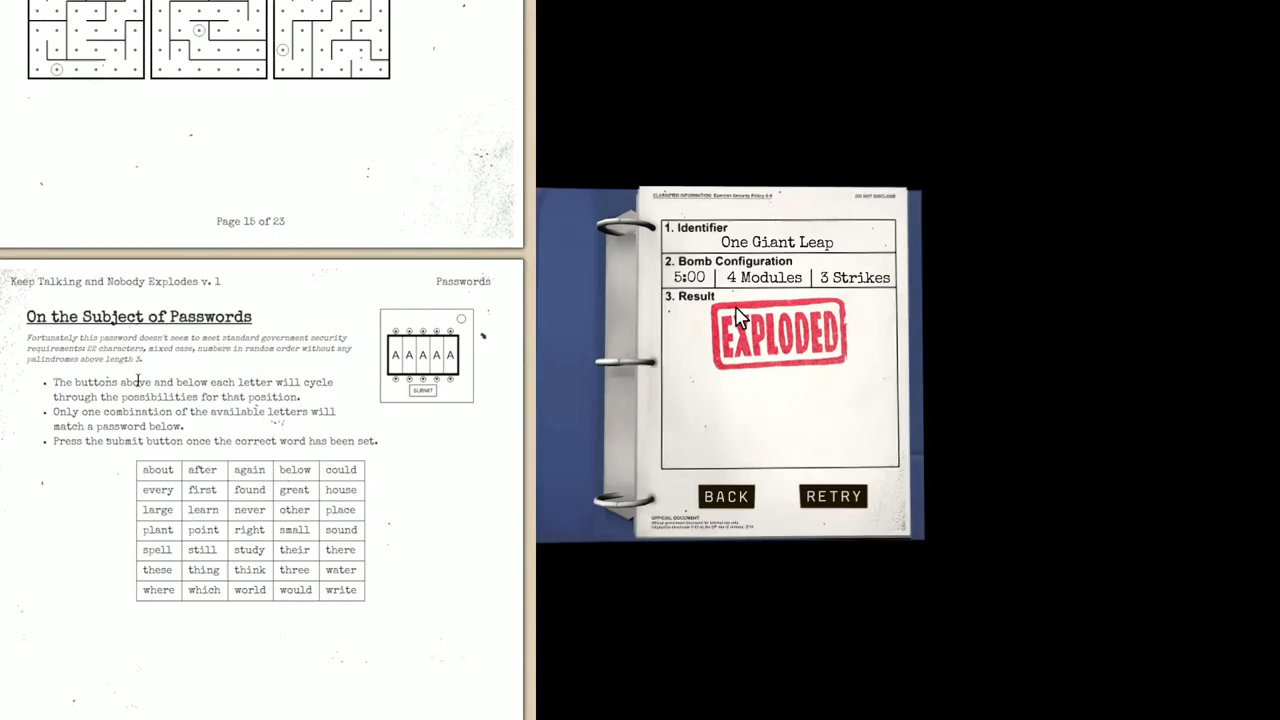 Page 15 of 23
Keep Talking and Nobody Explodes v. 1
Passwords
On the Subject of Passwords
Fortunately this password doesn't seem to meet standard government security
requirements: 22 characters, mixed case, numbers in random order without any
palindromes above length 3.
The buttons above and below each letter will cycle
through the possibilities for that position.
Only one combination of the available letters will
match a password below.
Press the submit button once the correct word has been set.
A A A A A
SUBMIT
about after again below could
every first found great house
large learn never other place
plant point right small sound
spell still study their there
these thing think three water
where which world would write
DO NOT DISCLOSE
1. Identifier
One Giant Leap
2. Bomb Configuration
5:00 | 4 Modules | 3 Strikes
3. Result
EXPLODED
BACK
RETRY
OFFICIAL DOCUMENT